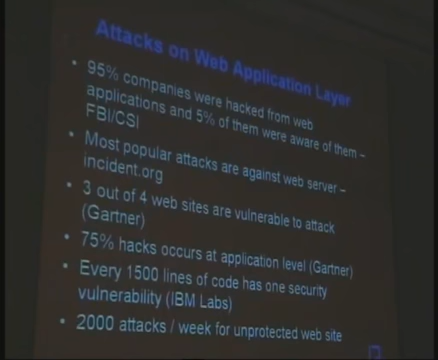 Attacks on Web Application Layer
• 95% companies were hacked from web
applications and 5% of them were aware of them –
FBI/CSI
• Most popular attacks are against web server –
incident.org
• 3 out of 4 web sites are vulnerable to attack
(Gartner)
• 75% hacks occurs at application level (Gartner)
• Every 1500 lines of code has one security
vulnerability (IBM Labs)
• 2000 attacks / week for unprotected web site